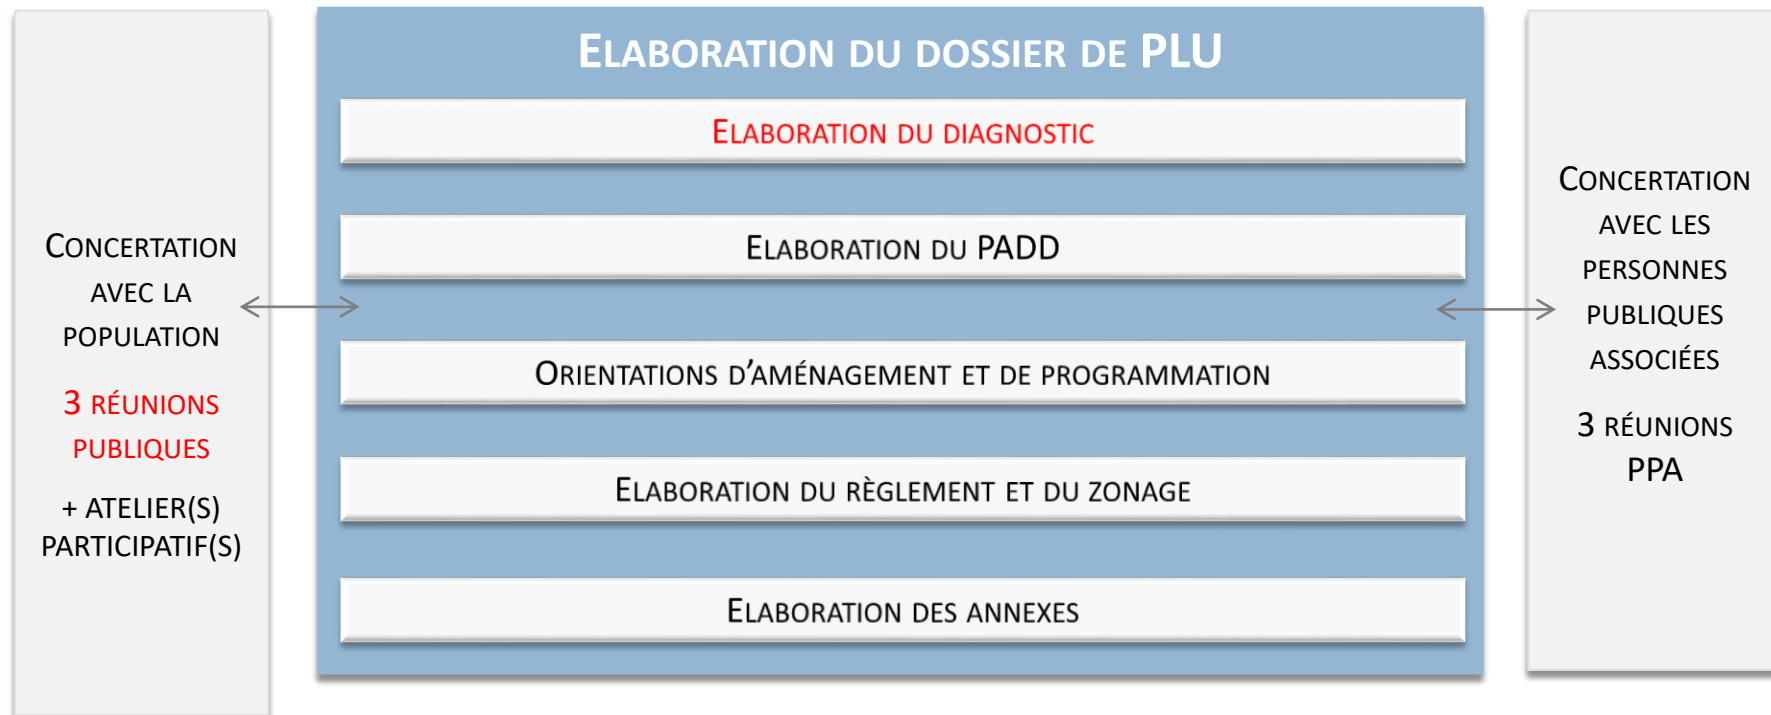 ELABORATION DU DOSSIER DE PLU
CONCERTATION
AVEC LA
POPULATION
3 RÉUNIONS
PUBLIQUES
+ ATELIER(S)
PARTICIPATIF(S)
ELABORATION DU DIAGNOSTIC
ELABORATION DU PADD
ORIENTATIONS D’AMÉNAGEMENT ET DE PROGRAMMATION
ELABORATION DU RÈGLEMENT ET DU ZONAGE
ELABORATION DES ANNEXES
CONCERTATION
AVEC LES
PERSONNES
PUBLIQUES
ASSOCIÉES
3 RÉUNIONS
PPA